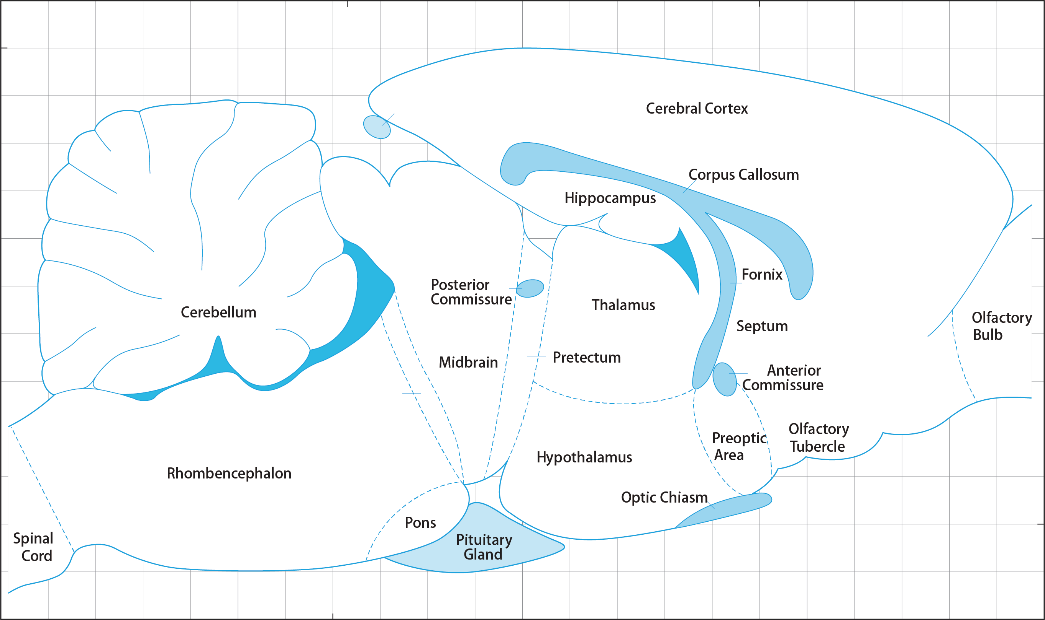 Cerebral Cortex
Corpus Callosum
Hippocampus
Fornix
Posterior
Commissure
Thalamus
Cerebellum
Septum
Olfactory
Bulb
Midbrain
Pretectum
Anterior
Commissure
Preoptic
Area
Olfactory
Tubercle
Hypothalamus
Rhombencephalon
Optic Chiasm
Pons
Spinal
Cord
Pituitary
Gland